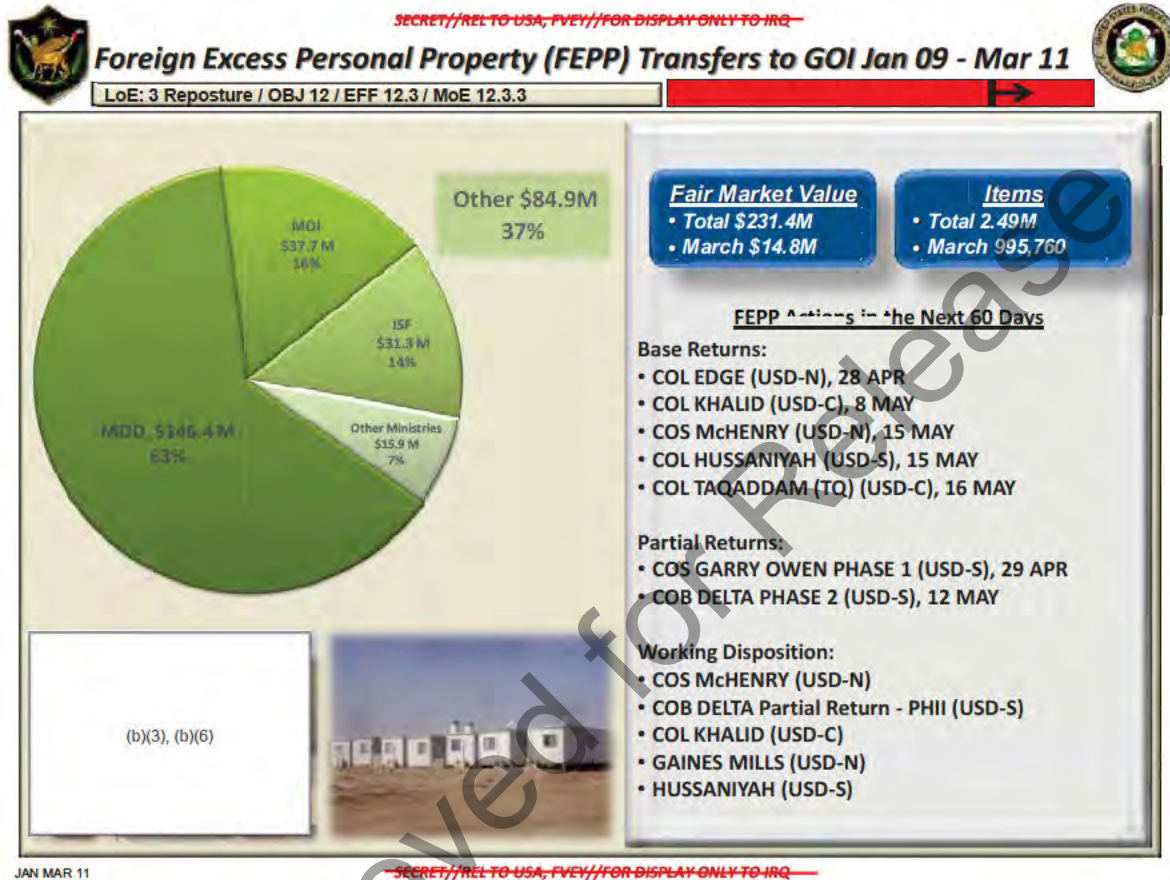 SECRET//REL TO USA, FVEY//FOR DISPLAY ONLY TO IRQ
Foreign Excess Personal Property (FEPP) Transfers to GOI Jan 09 - Mar 11
LoE: 3 Reposture / OBJ 12 / EFF 12.3 / MoE 12.3.3
MOI
$37.7 M
16%
Other $84.9M
37%
ISF
$31.3 M
14%
MOD, $146.4 M
63%
Other Ministries
$15.9 M
7%
(b)(3), (b)(6)
Fair Market Value
• Total $231.4M
• March $14.8M
Items
• Total 2.49M
• March 995,760
FEPP Actions in the Next 60 Days
Base Returns:
• COL EDGE (USD-N), 28 APR
• COL KHALID (USD-C), 8 MAY
• COS McHENRY (USD-N), 15 MAY
• COL HUSSANIYAH (USD-S), 15 MAY
• COL TAQADDAM (TQ) (USD-C), 16 MAY
Partial Returns:
• COS GARRY OWEN PHASE 1 (USD-S), 29 APR
• COB DELTA PHASE 2 (USD-S), 12 MAY
Working Disposition:
• COS McHENRY (USD-N)
• COB DELTA Partial Return - PHII (USD-S)
• COL KHALID (USD-C)
• GAINES MILLS (USD-N)
• HUSSANIYAH (USD-S)
for Release
JAN MAR 11
SECRET//REL TO USA, FVEY//FOR DISPLAY ONLY TO IRQ